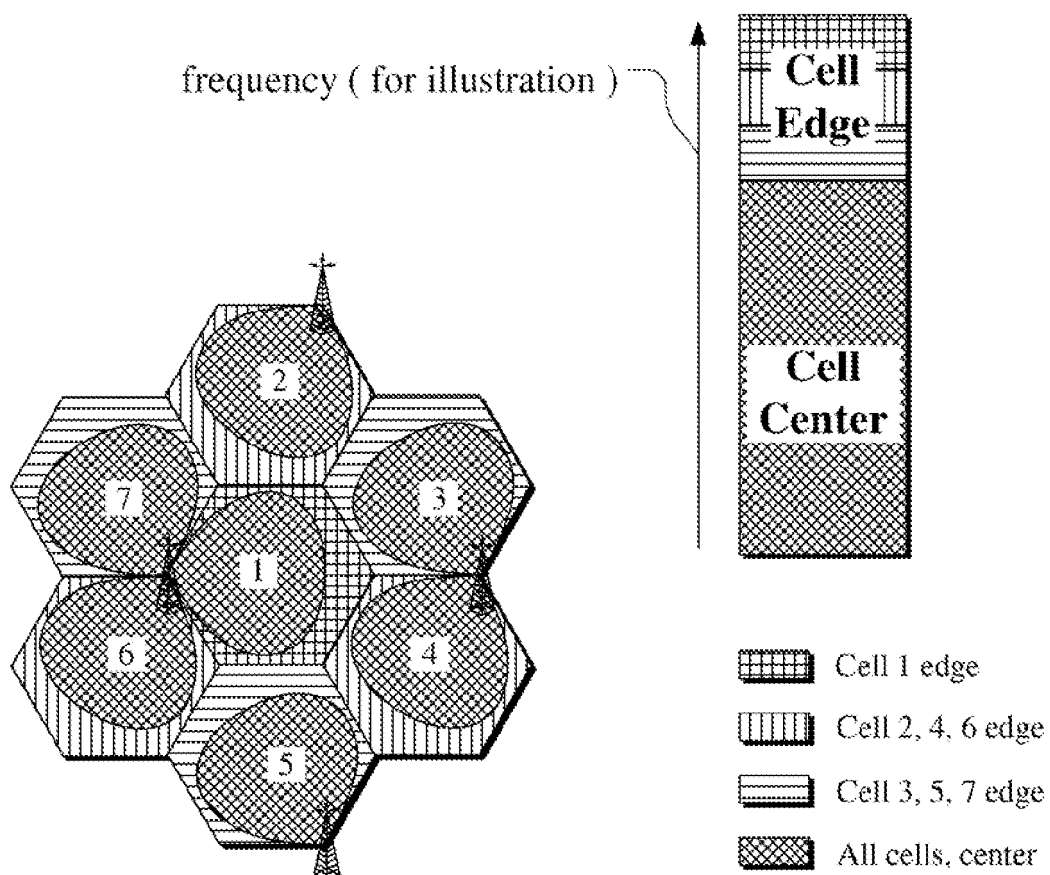 frequency ( for illustration )
Cell
Edge
Cell
Center
2
7
3
1
6
4
5
Cell 1 edge
Cell 2, 4, 6 edge
Cell 3, 5, 7 edge
All cells, center